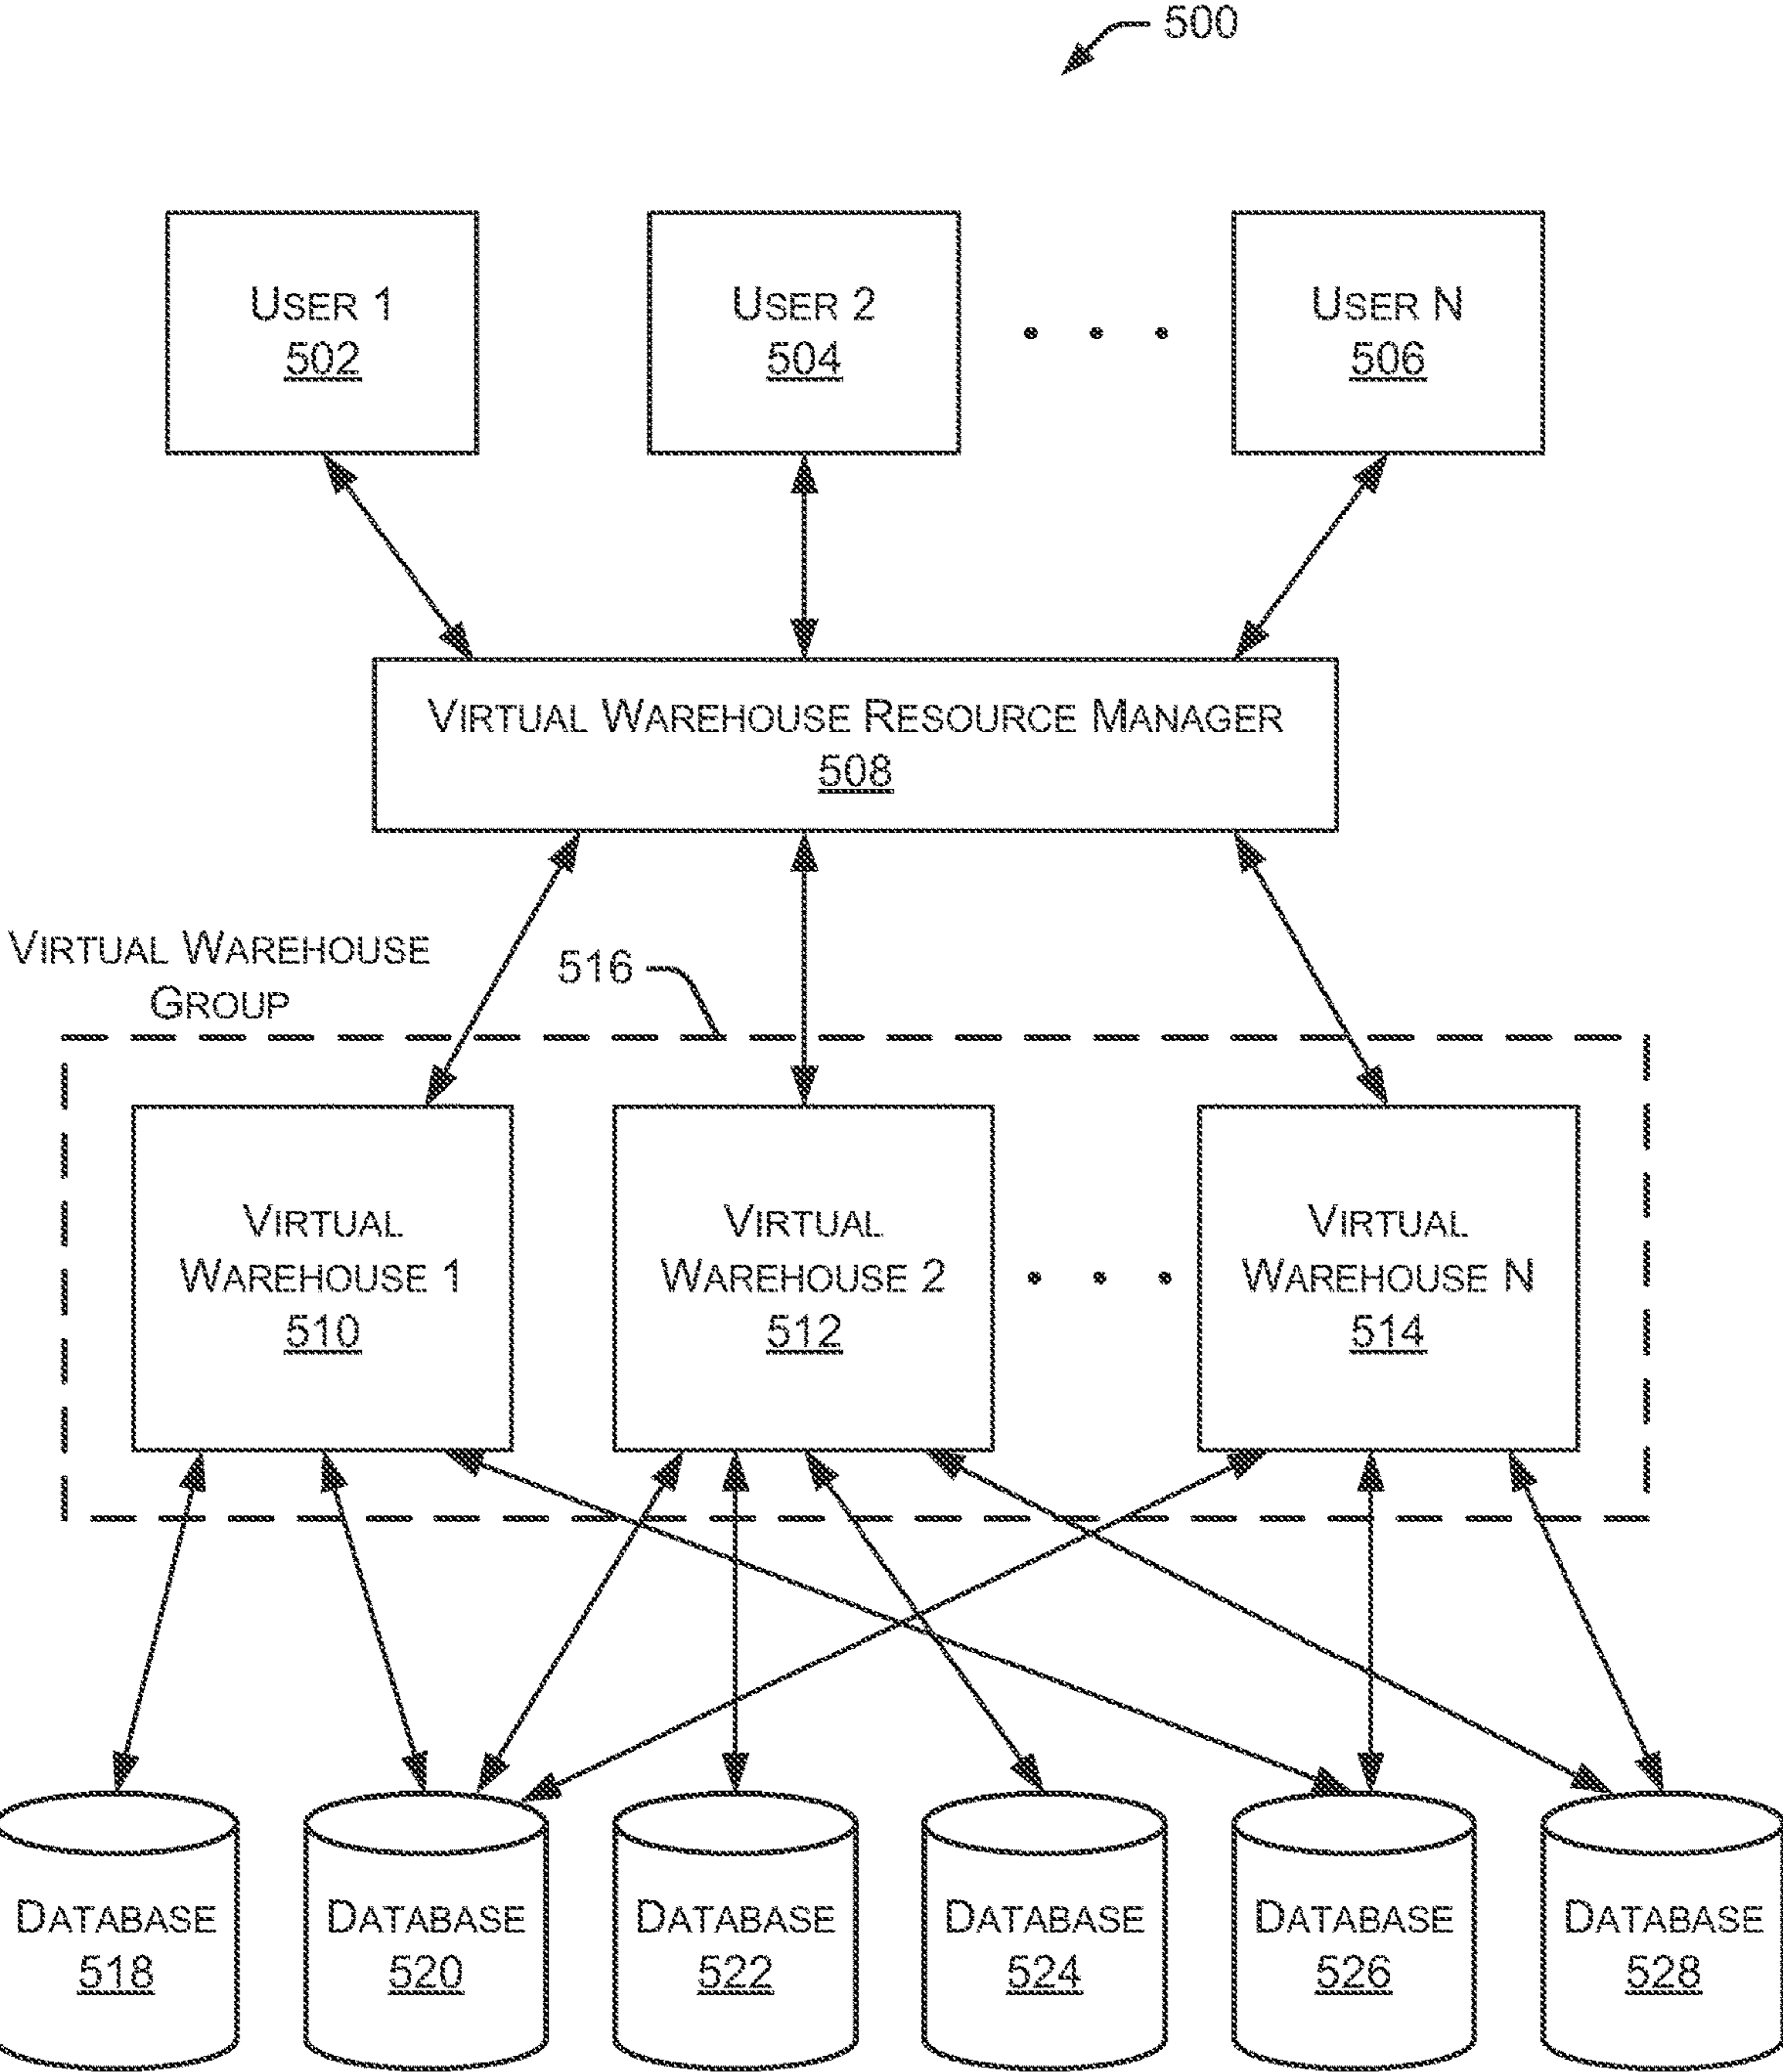 500
USER 1
502
USER 2
504
USER N
506
VIRTUAL WAREHOUSE RESOURCE MANAGER
508
VIRTUAL WAREHOUSE
GROUP
516
VIRTUAL
WAREHOUSE 1
510
VIRTUAL
WAREHOUSE 2
512
VIRTUAL
WAREHOUSE N
514
DATABASE
518
DATABASE
520
DATABASE
522
DATABASE
524
DATABASE
526
DATABASE
528